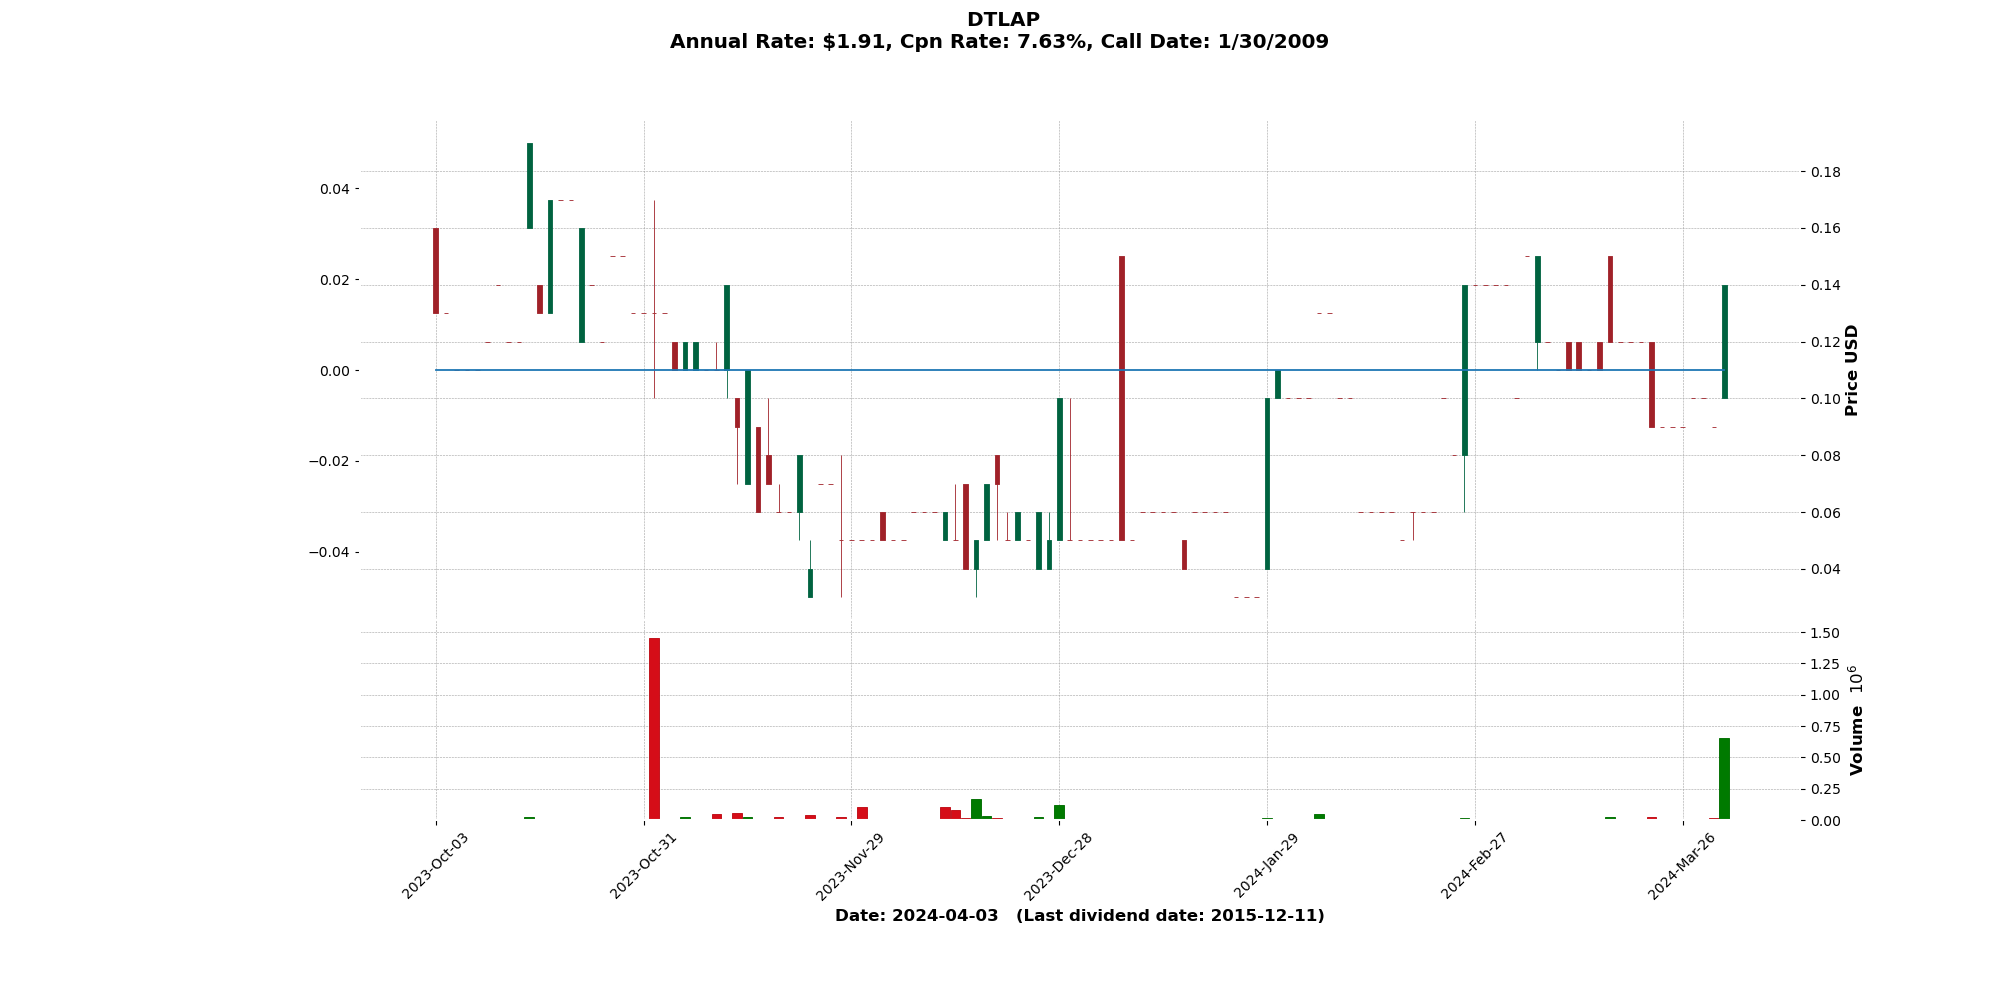 DTLAP
Annual Rate: $1.91, Cpn Rate: 7.63%, Call Date: 1/30/2009
0.04
0.02
0.00
−0.02
−0.04
0.18
0.16
0.14
0.12
0.10
0.08
0.06
0.04
Price USD
1.50
1.25
1.00
0.75
0.50
0.25
0.00
Volume 10^6
2023-Oct-03
2023-Oct-31
2023-Nov-29
2023-Dec-28
2024-Jan-29
2024-Feb-27
2024-Mar-26
Date: 2024-04-03 (Last dividend date: 2015-12-11)